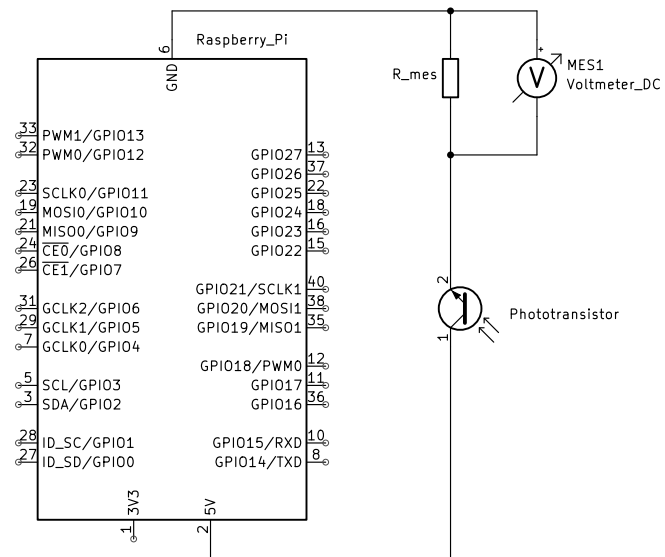 6
Raspberry_Pi
GND
R_mes
+
V
MES1
Voltmeter_DC
33 PWM1/GPIO13
32 PWM0/GPIO12
GPIO27 13
GPIO26 37
23 SCLK0/GPIO11
GPIO25 22
19 MOSI0/GPIO10
GPIO24 18
21 MISO0/GPIO9
GPIO23 16
24 CE0/GPIO8
GPIO22 15
26 CE1/GPIO7
GPIO21/SCLK1 40
31 GCLK2/GPIO6
GPIO20/MOSI1 38
29 GCLK1/GPIO5
GPIO19/MISO1 35
7 GCLK0/GPIO4
GPIO18/PWM0 12
5 SCL/GPIO3
GPIO17 11
3 SDA/GPIO2
GPIO16 36
28 ID_SC/GPIO1
GPIO15/RXD 10
27 ID_SD/GPIO0
GPIO14/TXD 8
2
Phototransistor
1
3V3
5V
1
2